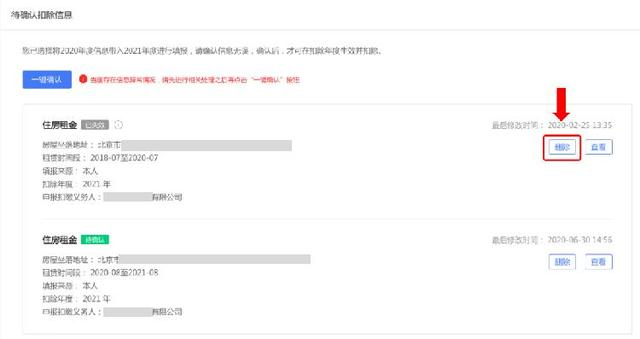 待确认扣除信息
您已选择将2020年度信息带入2021年度进行填报，请确认信息无误，确认后，才可在扣除年度生效并扣除。
一键确认 当前存在信息异常情况，请先进行相关处理之后再点击“一键确认”按钮
住房租金 已失效 最后修改时间： 2020-02-25 13:35
房屋坐落地址： 北京市 删除 查看
租赁时间段： 2018-07至2020-07
填报来源： 本人
扣除年度： 2021 年
申报扣缴义务人： 有限公司
住房租金 待确认 最后修改时间： 2020-06-30 14:56
房屋坐落地址： 北京市 删除 查看
租赁时间段： 2020-08至2021-08
填报来源： 本人
扣除年度： 2021 年
申报扣缴义务人： 有限公司